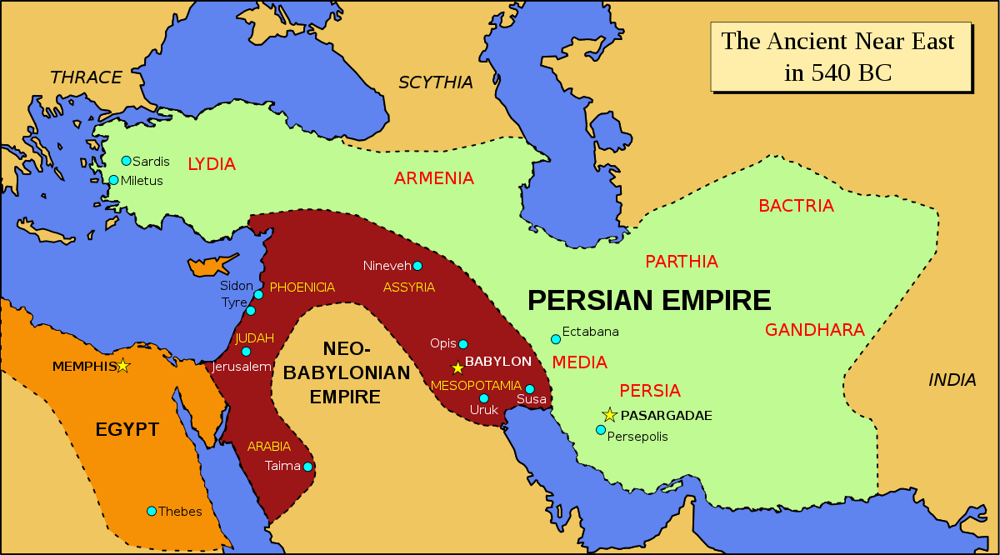 The Ancient Near East
in 540 BC
THRACE
SCYTHIA
Sardis
LYDIA
Miletus
ARMENIA
BACTRIA
PARTHIA
Nineveh
Sidon
PHOENICIA
ASSYRIA
Tyre
PERSIAN EMPIRE
GANDHARA
Ectabana
JUDAH
Opis
NEO-
BABYLONIAN
EMPIRE
BABYLON
MEDIA
MEMPHIS
Jerusalem
INDIA
MESOPOTAMIA
PERSIA
Susa
Uruk
PASARGADAE
EGYPT
Persepolis
ARABIA
Taima
Thebes